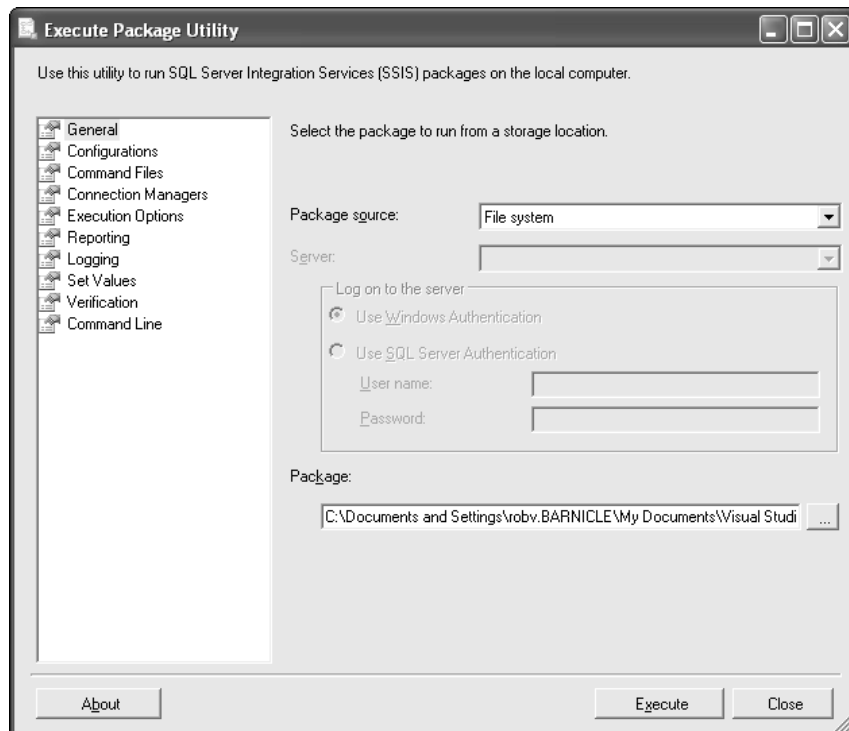 Execute Package Utility
Use this utility to run SQL Server Integration Services (SSIS) packages on the local computer.
General
Configurations
Command Files
Connection Managers
Execution Options
Reporting
Logging
Set Values
Verification
Command Line
Select the package to run from a storage location.
Package source:
File system
Server:
Log on to the server
Use Windows Authentication
Use SQL Server Authentication
User name:
Password:
Package:
C:\Documents and Settings\robv.BARNICLE\My Documents\Visual Studi
...
About
Execute
Close